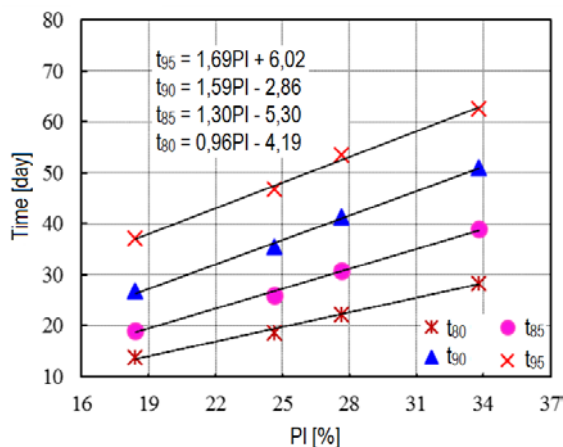 80
70
60
50
40
30
20
10
Time [day]
t95 = 1,69PI + 6,02
t90 = 1,59PI - 2,86
t85 = 1,30PI - 5,30
t80 = 0,96PI - 4,19
t80 t85
t90 t95
16 19 22 25 28 31 34 37
PI [%]